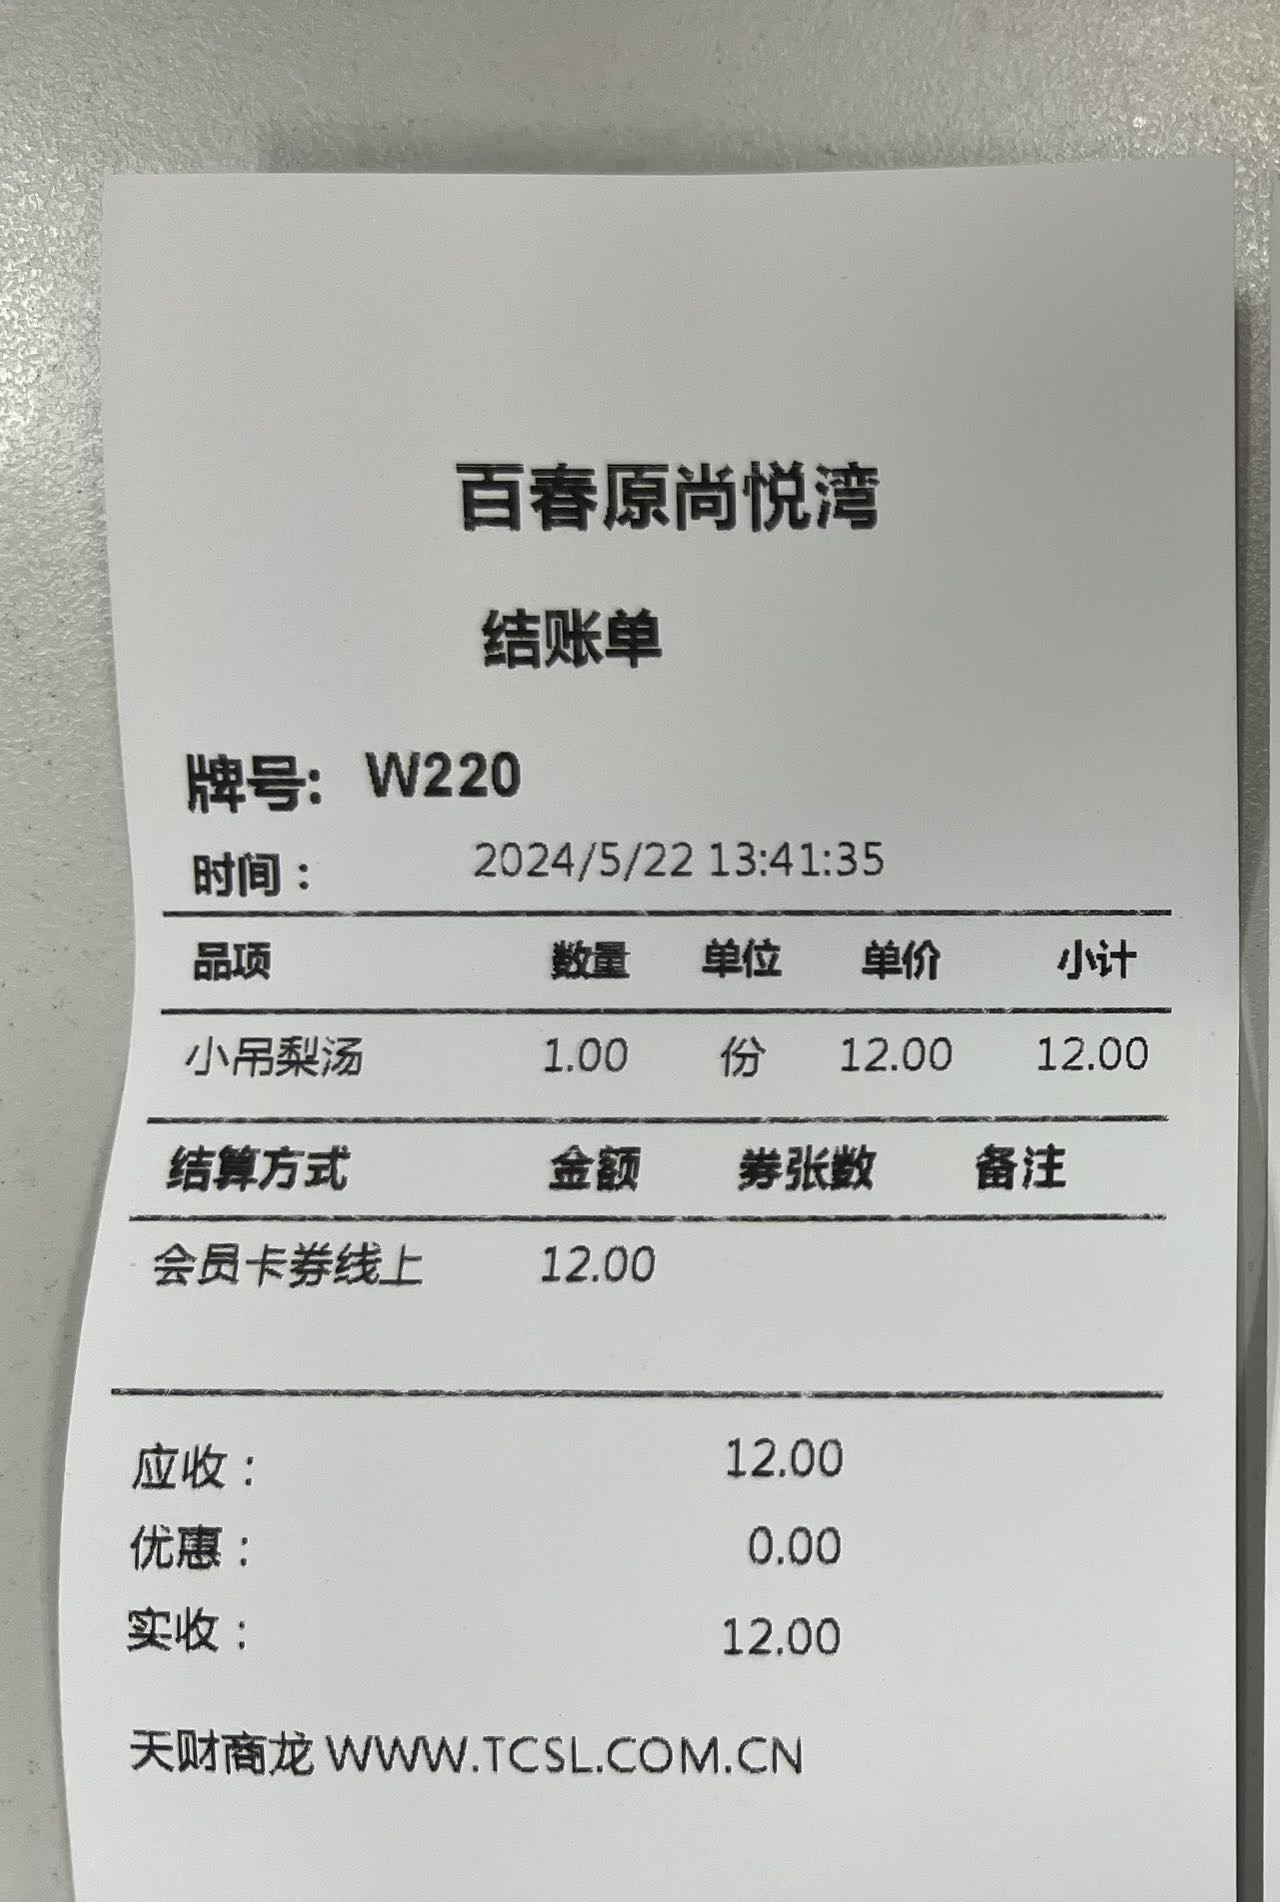 百春原尚悦湾
结账单
牌号: W220
时间： 2024/5/22 13:41:35
品项 数量 单位 单价 小计
小吊梨汤 1.00 份 12.00 12.00
结算方式 金额 券张数 备注
会员卡券线上 12.00
应收： 12.00
优惠： 0.00
实收： 12.00
天财商龙 WWW.TCSL.COM.CN